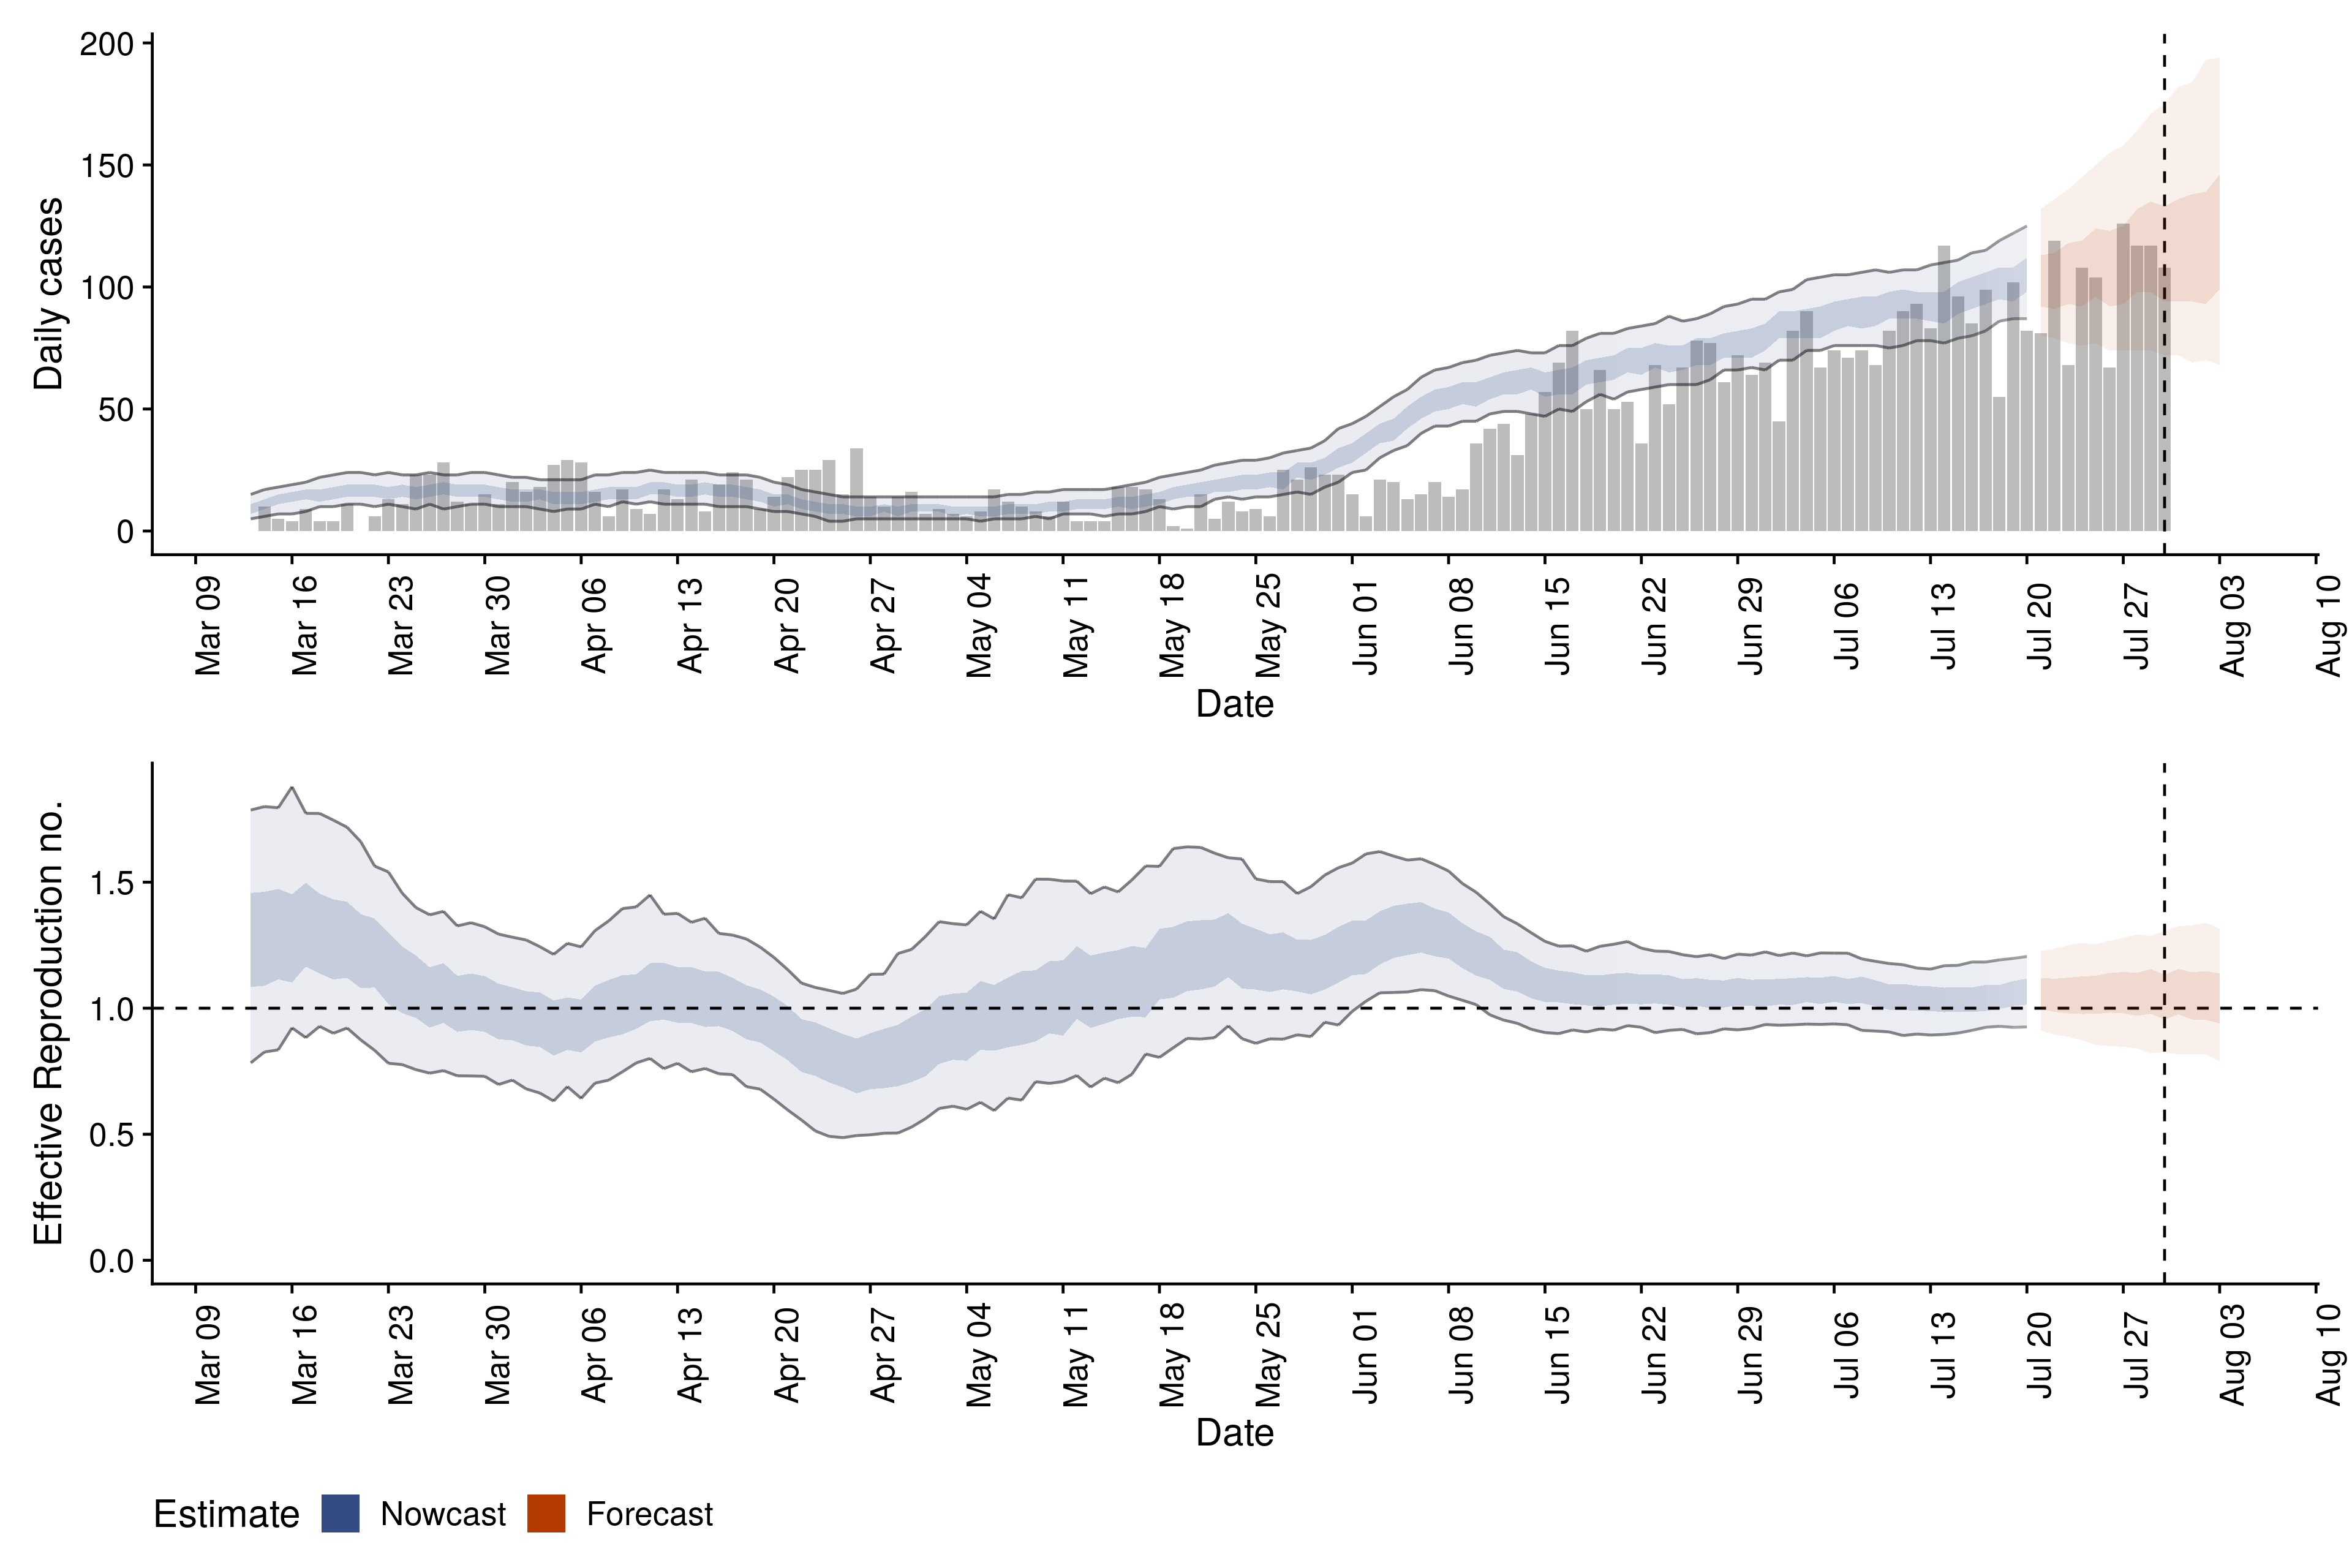 200
150
100
50
0
Daily cases
Mar 09 Mar 16 Mar 23 Mar 30 Apr 06 Apr 13 Apr 20 Apr 27 May 04 May 11 May 18 May 25 Jun 01 Jun 08 Jun 15 Jun 22 Jun 29 Jul 06 Jul 13 Jul 20 Jul 27 Aug 03 Aug 10
Date
1.5
1.0
0.5
0.0
Effective Reproduction no.
Mar 09 Mar 16 Mar 23 Mar 30 Apr 06 Apr 13 Apr 20 Apr 27 May 04 May 11 May 18 May 25 Jun 01 Jun 08 Jun 15 Jun 22 Jun 29 Jul 06 Jul 13 Jul 20 Jul 27 Aug 03 Aug 10
Date
Estimate Nowcast Forecast